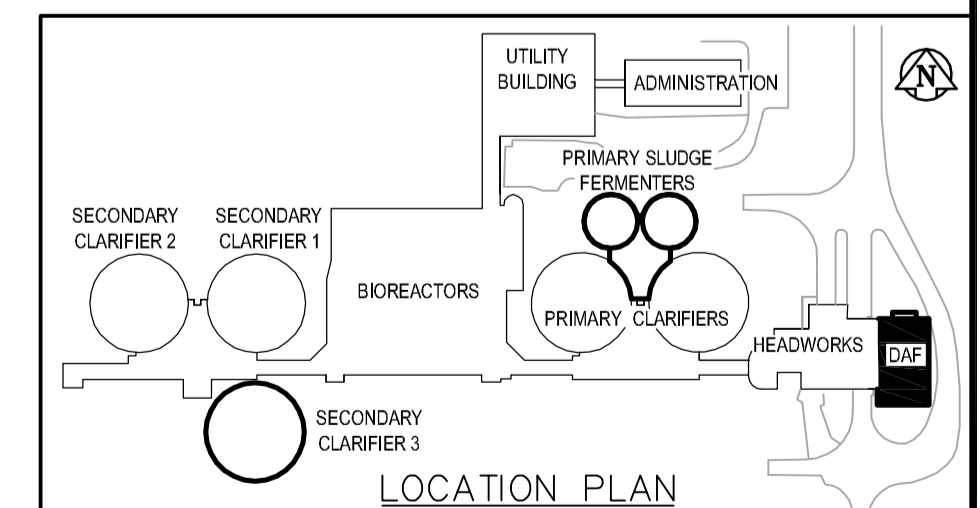 UTILITY
BUILDING
ADMINISTRATION
N
PRIMARY SLUDGE
FERMENTERS
SECONDARY
CLARIFIER 2
SECONDARY
CLARIFIER 1
BIOREACTORS
PRIMARY CLARIFIERS
HEADWORKS
DAF
SECONDARY
CLARIFIER 3
LOCATION PLAN